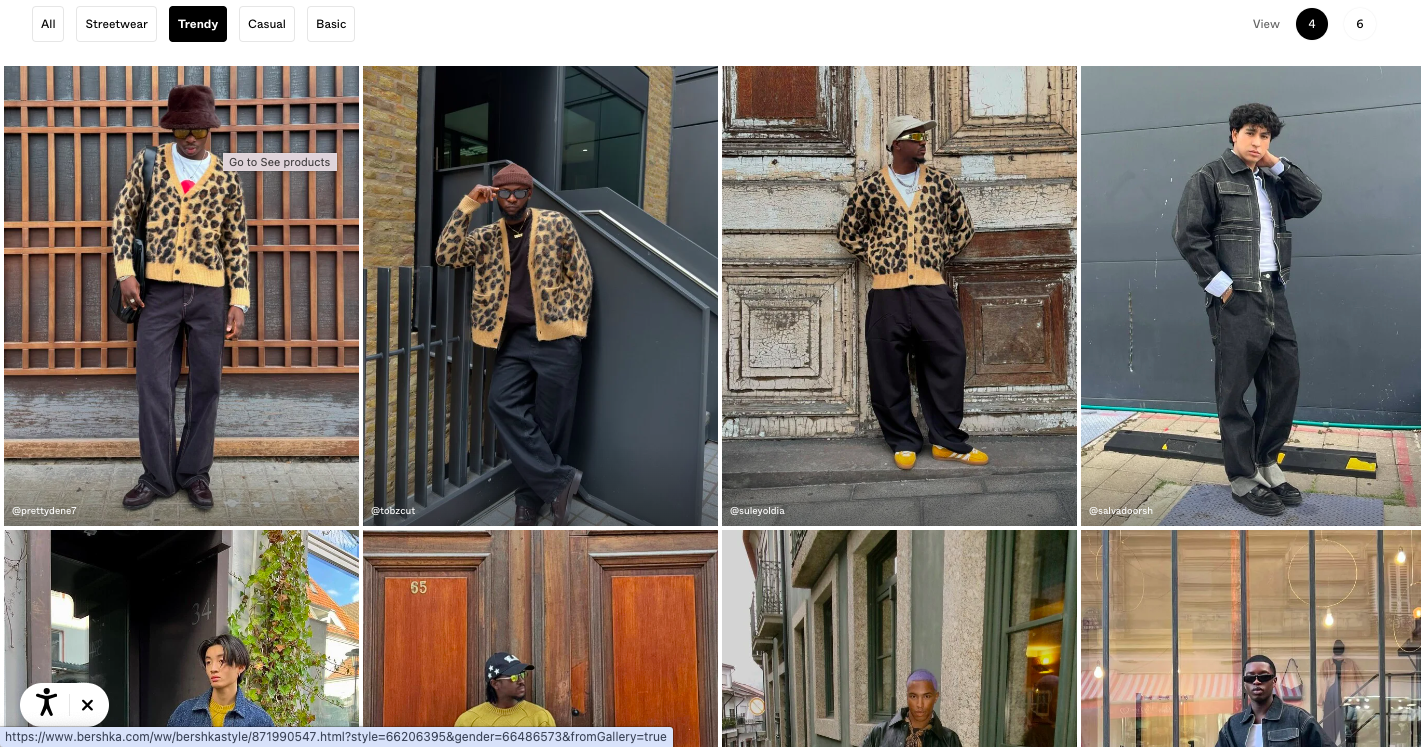 All
Streetwear
Trendy
Casual
Basic
View
4
6
Go to See products
@prettydene7
@tobzcut
@suleyoldia
@salvadoorsh
34
65
https://www.bershka.com/ww/bershkastyle/871990547.html?style=66206395&gender=66486573&fromGallery=true